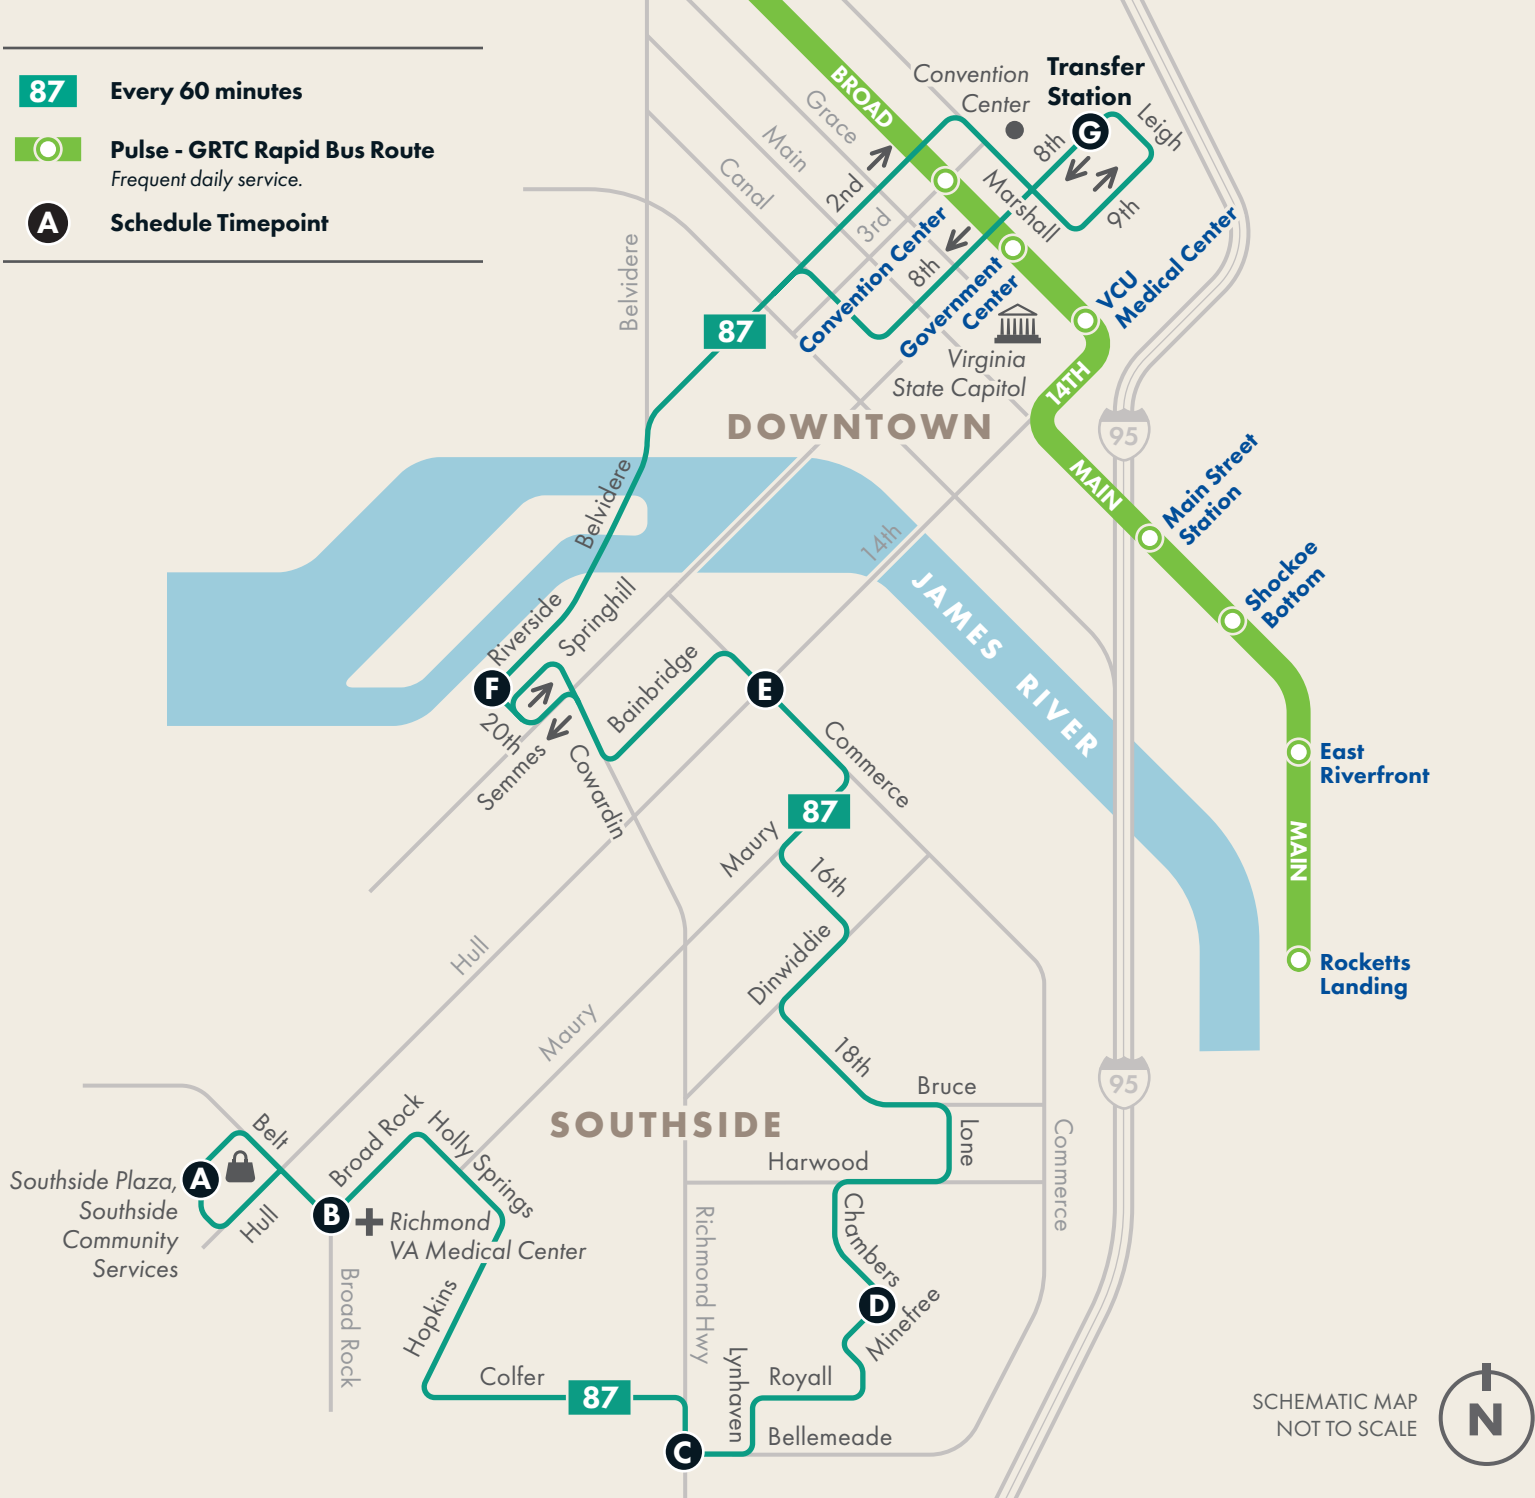 87 Every 60 minutes
Pulse - GRTC Rapid Bus Route
Frequent daily service.
A Schedule Timepoint
BROAD
Convention
Center
Transfer
Station
G
Leigh
8th
9th
Grace
Main
Canal
2nd
3rd
8th
Marshall
Belvidere
Convention Center
Government
Center
VCU
Medical Center
87
Virginia
State Capitol
14TH
DOWNTOWN
95
MAIN
Main Street
Station
Belvidere
14th
Shockoe
Bottom
JAMES RIVER
Riverside
Springhill
F
20th
Semmes
Cowardin
Bainbridge
E
Commerce
East
Riverfront
87
Maury
16th
MAIN
Hull
Dinwiddie
Rocketts
Landing
Maury
18th
Bruce
95
Belt
Broad Rock
Holly Springs
SOUTHSIDE
Lone
Commerce
Harwood
A
Southside Plaza,
Southside
Community
Services
Hull
B
Richmond
VA Medical Center
Richmond Hwy
Chambers
D
Minefree
Broad Rock
Hopkins
Colfer
87
Lynhaven
Royall
C
Bellemeade
SCHEMATIC MAP
NOT TO SCALE
N